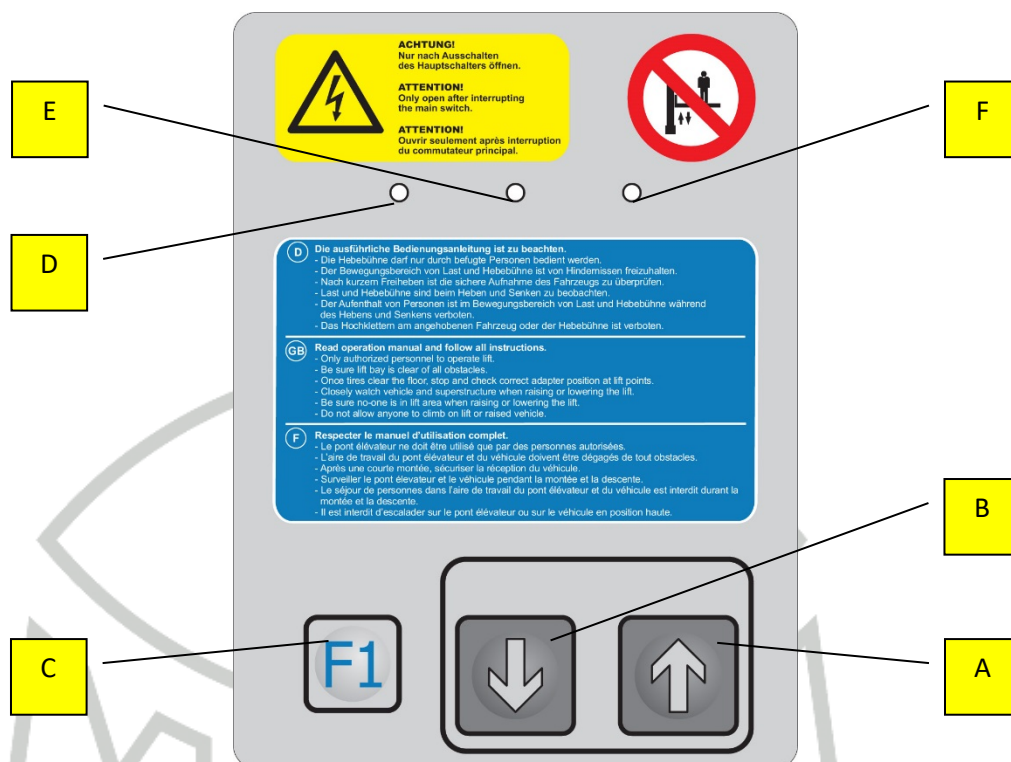 ACHTUNG!
Nur nach Ausschalten
des Hauptschalters öffnen.
ATTENTION!
Only open after interrupting
the main switch.
ATTENTION!
Ouvrir seulement après interruption
du commutateur principal.
E
F
D
D Die ausführliche Bedienungsanleitung ist zu beachten.
- Die Hebebühne darf nur durch befugte Personen bedient werden.
- Der Bewegungsbereich von Last und Hebebühne ist von Hindernissen freizuhalten.
- Nach kurzem Freiheben ist die sichere Aufnahme des Fahrzeugs zu überprüfen.
- Last und Hebebühne sind beim Heben und Senken zu beobachten.
- Der Aufenthalt von Personen ist im Bewegungsbereich von Last und Hebebühne während
des Hebens und Senkens verboten.
- Das Hochklettern am angehobenen Fahrzeug oder der Hebebühne ist verboten.
GB Read operation manual and follow all instructions.
- Only authorized personnel to operate lift.
- Be sure lift bay is clear of all obstacles.
- Once tires clear the floor, stop and check correct adapter position at lift points.
- Closely watch vehicle and superstructure when raising or lowering the lift.
- Be sure no-one is in lift area when raising or lowering the lift.
- Do not allow anyone to climb on lift or raised vehicle.
F Respecter le manuel d'utilisation complet.
- Le pont élévateur ne doit être utilisé que par des personnes autorisées.
- L'aire de travail du pont élévateur et du véhicule doivent être dégagés de tout obstacles.
- Après une courte montée, sécuriser la réception du véhicule.
- Surveiller le pont élevateur et le véhicule pendant la montée et la descente.
- Le séjour de personnes dans l'aire de travail du pont élévateur et du véhicule est interdit durant la
montée et la descente.
- Il est interdit d'escalader sur le pont élévateur ou sur le véhicule en position haute.
B
C
F1
A